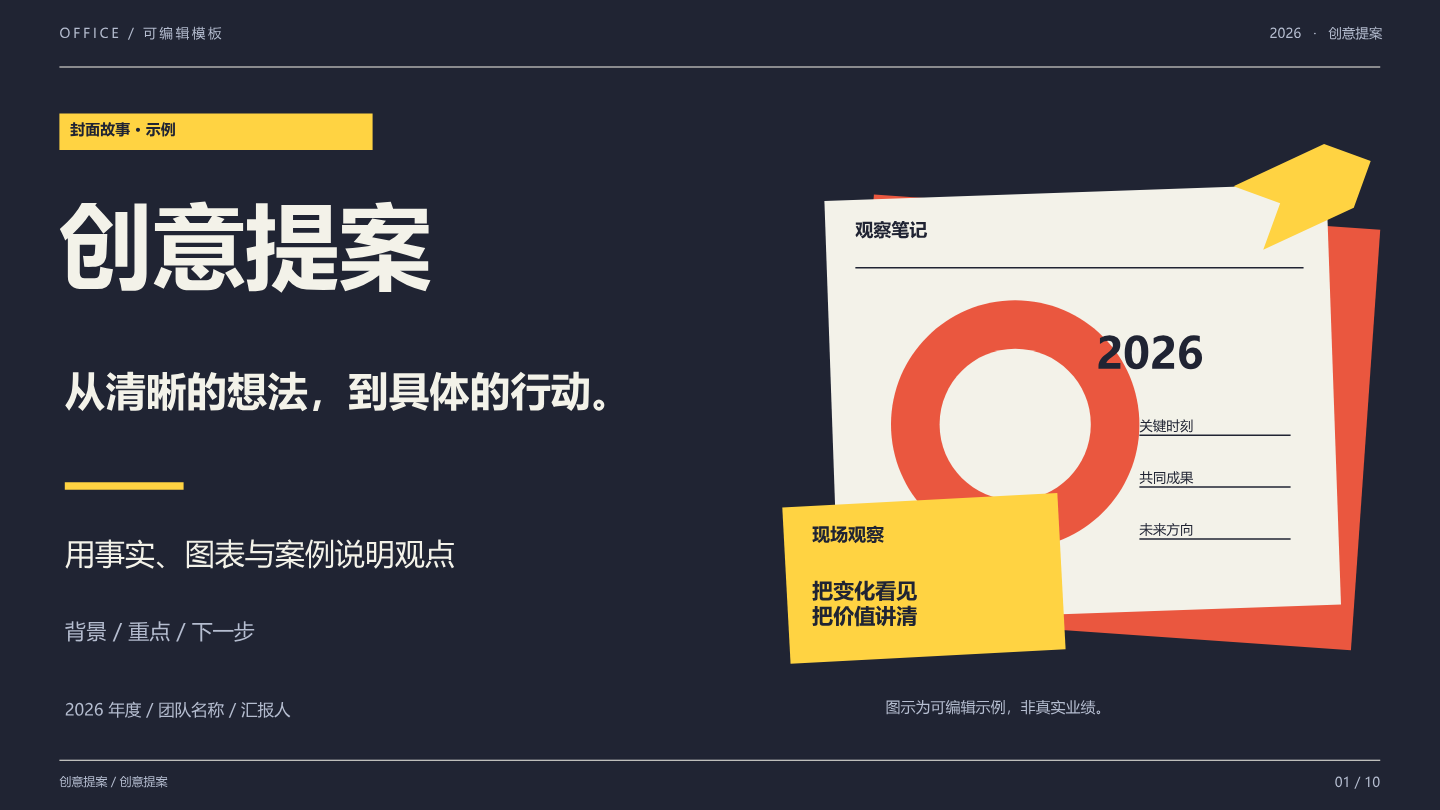 OFFICE / 可编辑模板
2026 · 创意提案
封面故事·示例
创意提案
从清晰的想法，到具体的行动。
用事实、图表与案例说明观点
背景 / 重点 / 下一步
2026 年度 / 团队名称 / 汇报人
观察笔记
2026
关键时刻
共同成果
未来方向
现场观察
把变化看见
把价值讲清
图示为可编辑示例，非真实业绩。
创意提案 / 创意提案
01 / 10